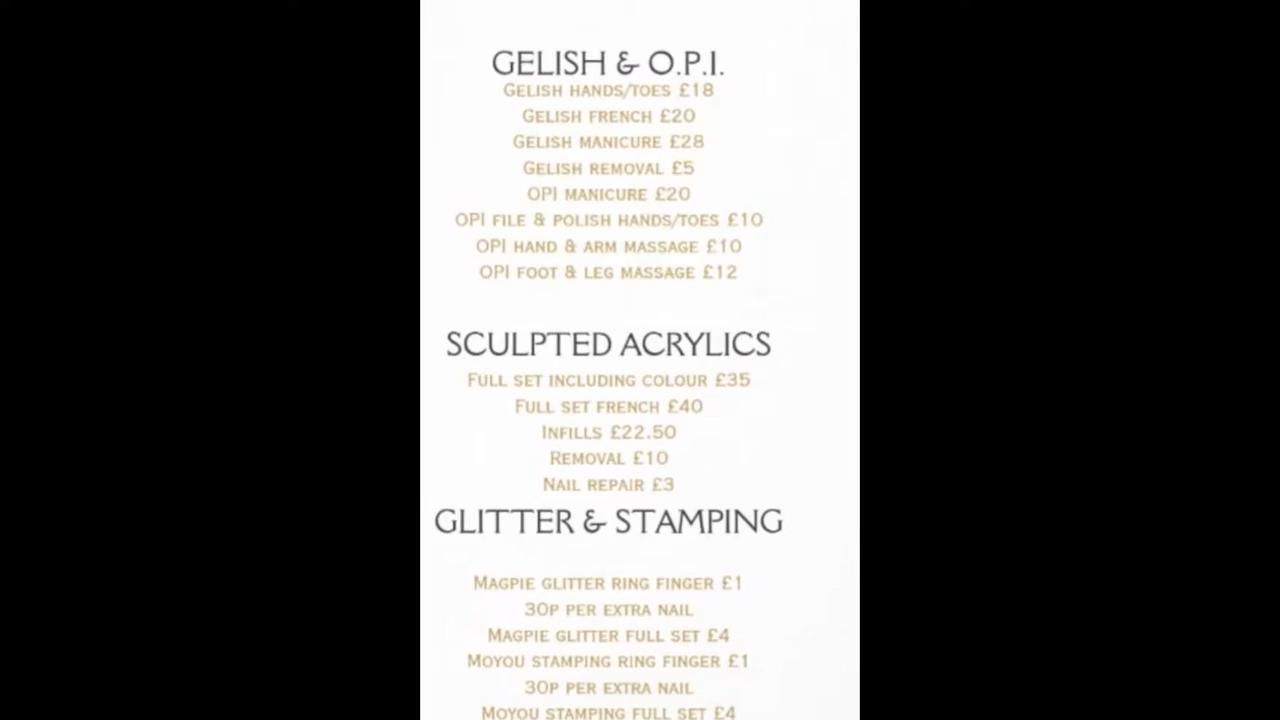 GELISH & O.P.I.
GELISH HANDS/TOES £18
GELISH FRENCH £20
GELISH MANICURE £28
GELISH REMOVAL £5
OPI MANICURE £20
OPI FILE & POLISH HANDS/TOES £10
OPI HAND & ARM MASSAGE £10
OPI FOOT & LEG MASSAGE £12
SCULPTED ACRYLICS
FULL SET INCLUDING COLOUR £35
FULL SET FRENCH £40
INFILLS £22.50
REMOVAL £10
NAIL REPAIR £3
GLITTER & STAMPING
MAGPIE GLITTER RING FINGER £1
30P PER EXTRA NAIL
MAGPIE GLITTER FULL SET £4
MOYOU STAMPING RING FINGER £1
30P PER EXTRA NAIL
MOYOU STAMPING FULL SET £4